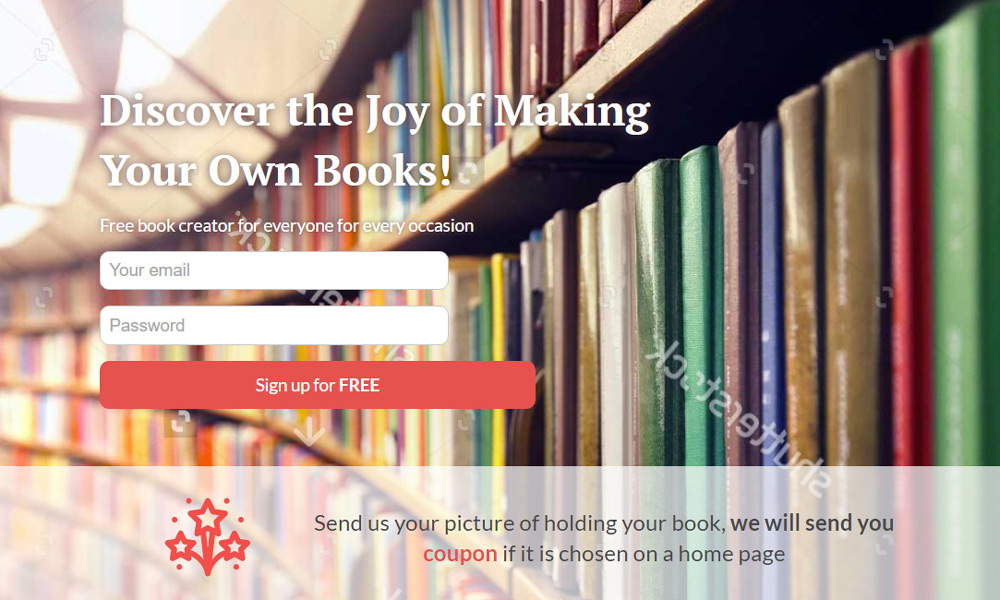 Discover the Joy of Making
Your Own Books!
Free book creator for everyone for every occasion
Your email
Password
Sign up for FREE
shutterstock
Send us your picture of holding your book, we will send you
coupon if it is chosen on a home page